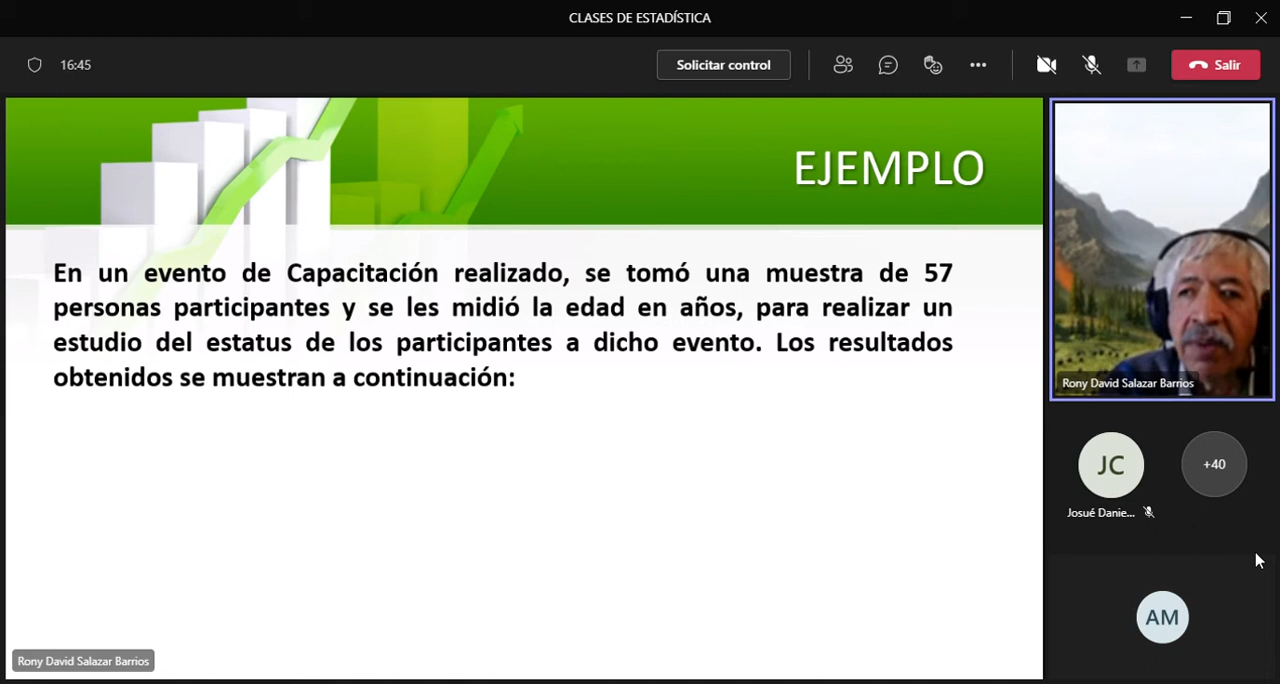 CLASES DE ESTADÍSTICA
16:45
Solicitar control
Salir
EJEMPLO
En un evento de Capacitación realizado, se tomó una muestra de 57
personas participantes y se les midió la edad en años, para realizar un
estudio del estatus de los participantes a dicho evento. Los resultados
obtenidos se muestran a continuación:
Rony David Salazar Barrios
Rony David Salazar Barrios
JC
+40
Josué Danie...
AM